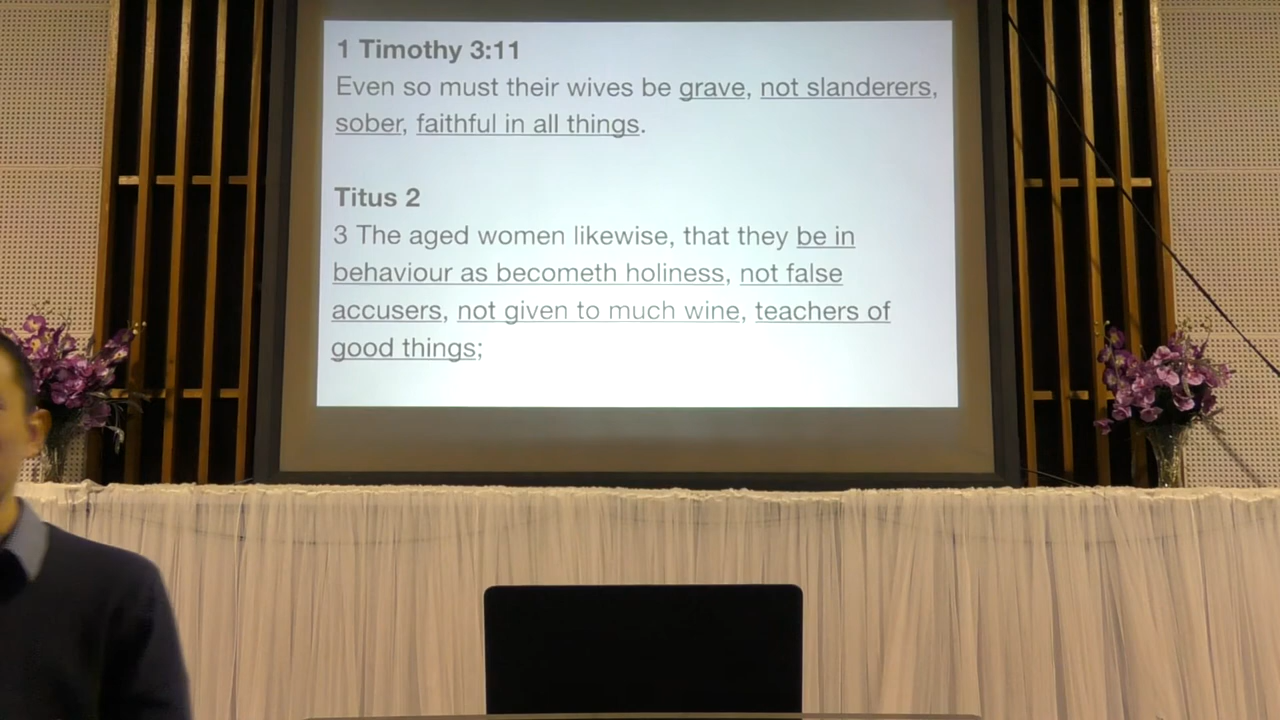 1 Timothy 3:11
Even so must their wives be grave, not slanderers,
sober, faithful in all things.
Titus 2
3 The aged women likewise, that they be in
behaviour as becometh holiness, not false
accusers, not given to much wine, teachers of
good things;